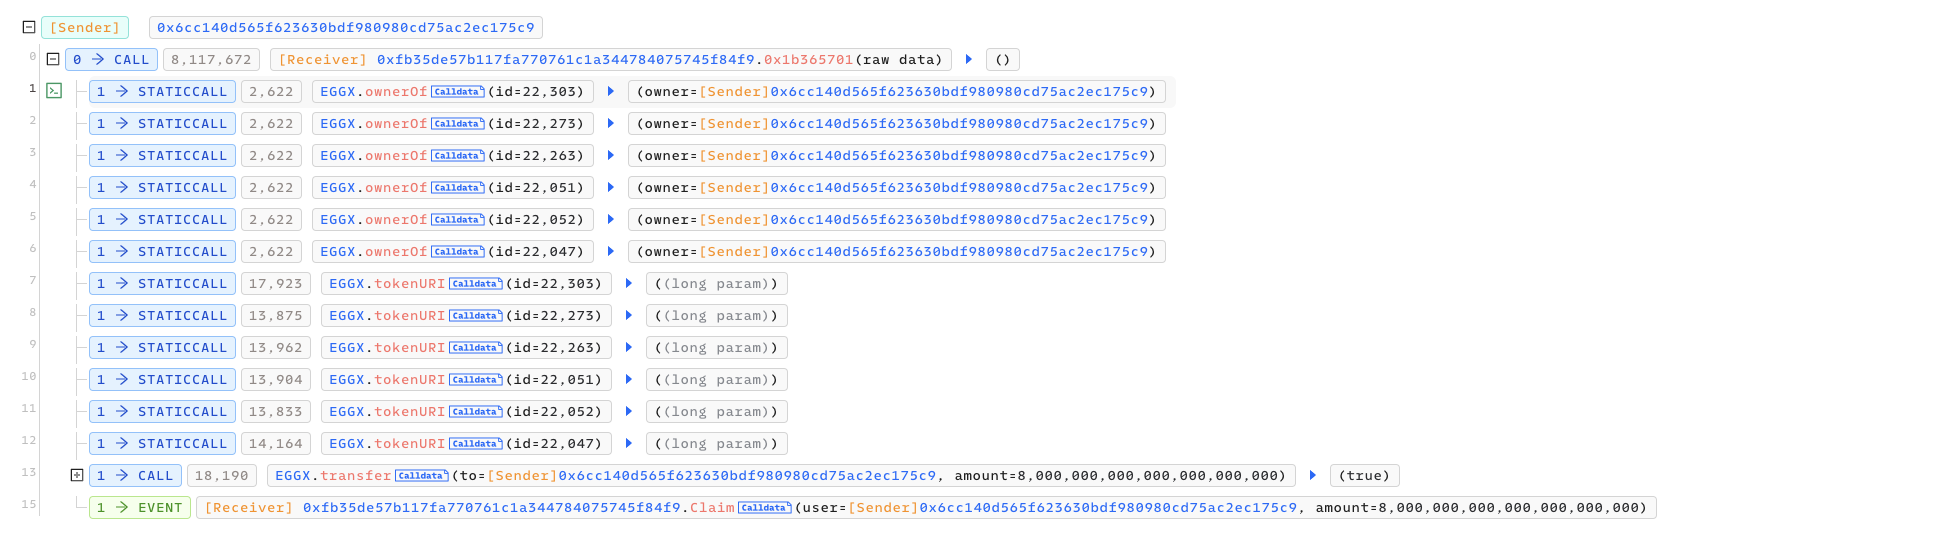 [Sender] 0x6cc140d565f623630bdf980980cd75ac2ec175c9
0 0 → CALL 8,117,672 [Receiver] 0xfb35de57b117fa770761c1a344784075745f84f9.0x1b365701(raw data) ()
1 1 → STATICCALL 2,622 EGGX.ownerOf Calldata (id=22,303) (owner=[Sender]0x6cc140d565f623630bdf980980cd75ac2ec175c9)
2 1 → STATICCALL 2,622 EGGX.ownerOf Calldata (id=22,273) (owner=[Sender]0x6cc140d565f623630bdf980980cd75ac2ec175c9)
3 1 → STATICCALL 2,622 EGGX.ownerOf Calldata (id=22,263) (owner=[Sender]0x6cc140d565f623630bdf980980cd75ac2ec175c9)
4 1 → STATICCALL 2,622 EGGX.ownerOf Calldata (id=22,051) (owner=[Sender]0x6cc140d565f623630bdf980980cd75ac2ec175c9)
5 1 → STATICCALL 2,622 EGGX.ownerOf Calldata (id=22,052) (owner=[Sender]0x6cc140d565f623630bdf980980cd75ac2ec175c9)
6 1 → STATICCALL 2,622 EGGX.ownerOf Calldata (id=22,047) (owner=[Sender]0x6cc140d565f623630bdf980980cd75ac2ec175c9)
7 1 → STATICCALL 17,923 EGGX.tokenURI Calldata (id=22,303) ((long param))
8 1 → STATICCALL 13,875 EGGX.tokenURI Calldata (id=22,273) ((long param))
9 1 → STATICCALL 13,962 EGGX.tokenURI Calldata (id=22,263) ((long param))
10 1 → STATICCALL 13,904 EGGX.tokenURI Calldata (id=22,051) ((long param))
11 1 → STATICCALL 13,833 EGGX.tokenURI Calldata (id=22,052) ((long param))
12 1 → STATICCALL 14,164 EGGX.tokenURI Calldata (id=22,047) ((long param))
13 1 → CALL 18,190 EGGX.transfer Calldata (to=[Sender]0x6cc140d565f623630bdf980980cd75ac2ec175c9, amount=8,000,000,000,000,000,000,000,000) (true)
15 1 → EVENT [Receiver] 0xfb35de57b117fa770761c1a344784075745f84f9.Claim Calldata (user=[Sender]0x6cc140d565f623630bdf980980cd75ac2ec175c9, amount=8,000,000,000,000,000,000,000,000)